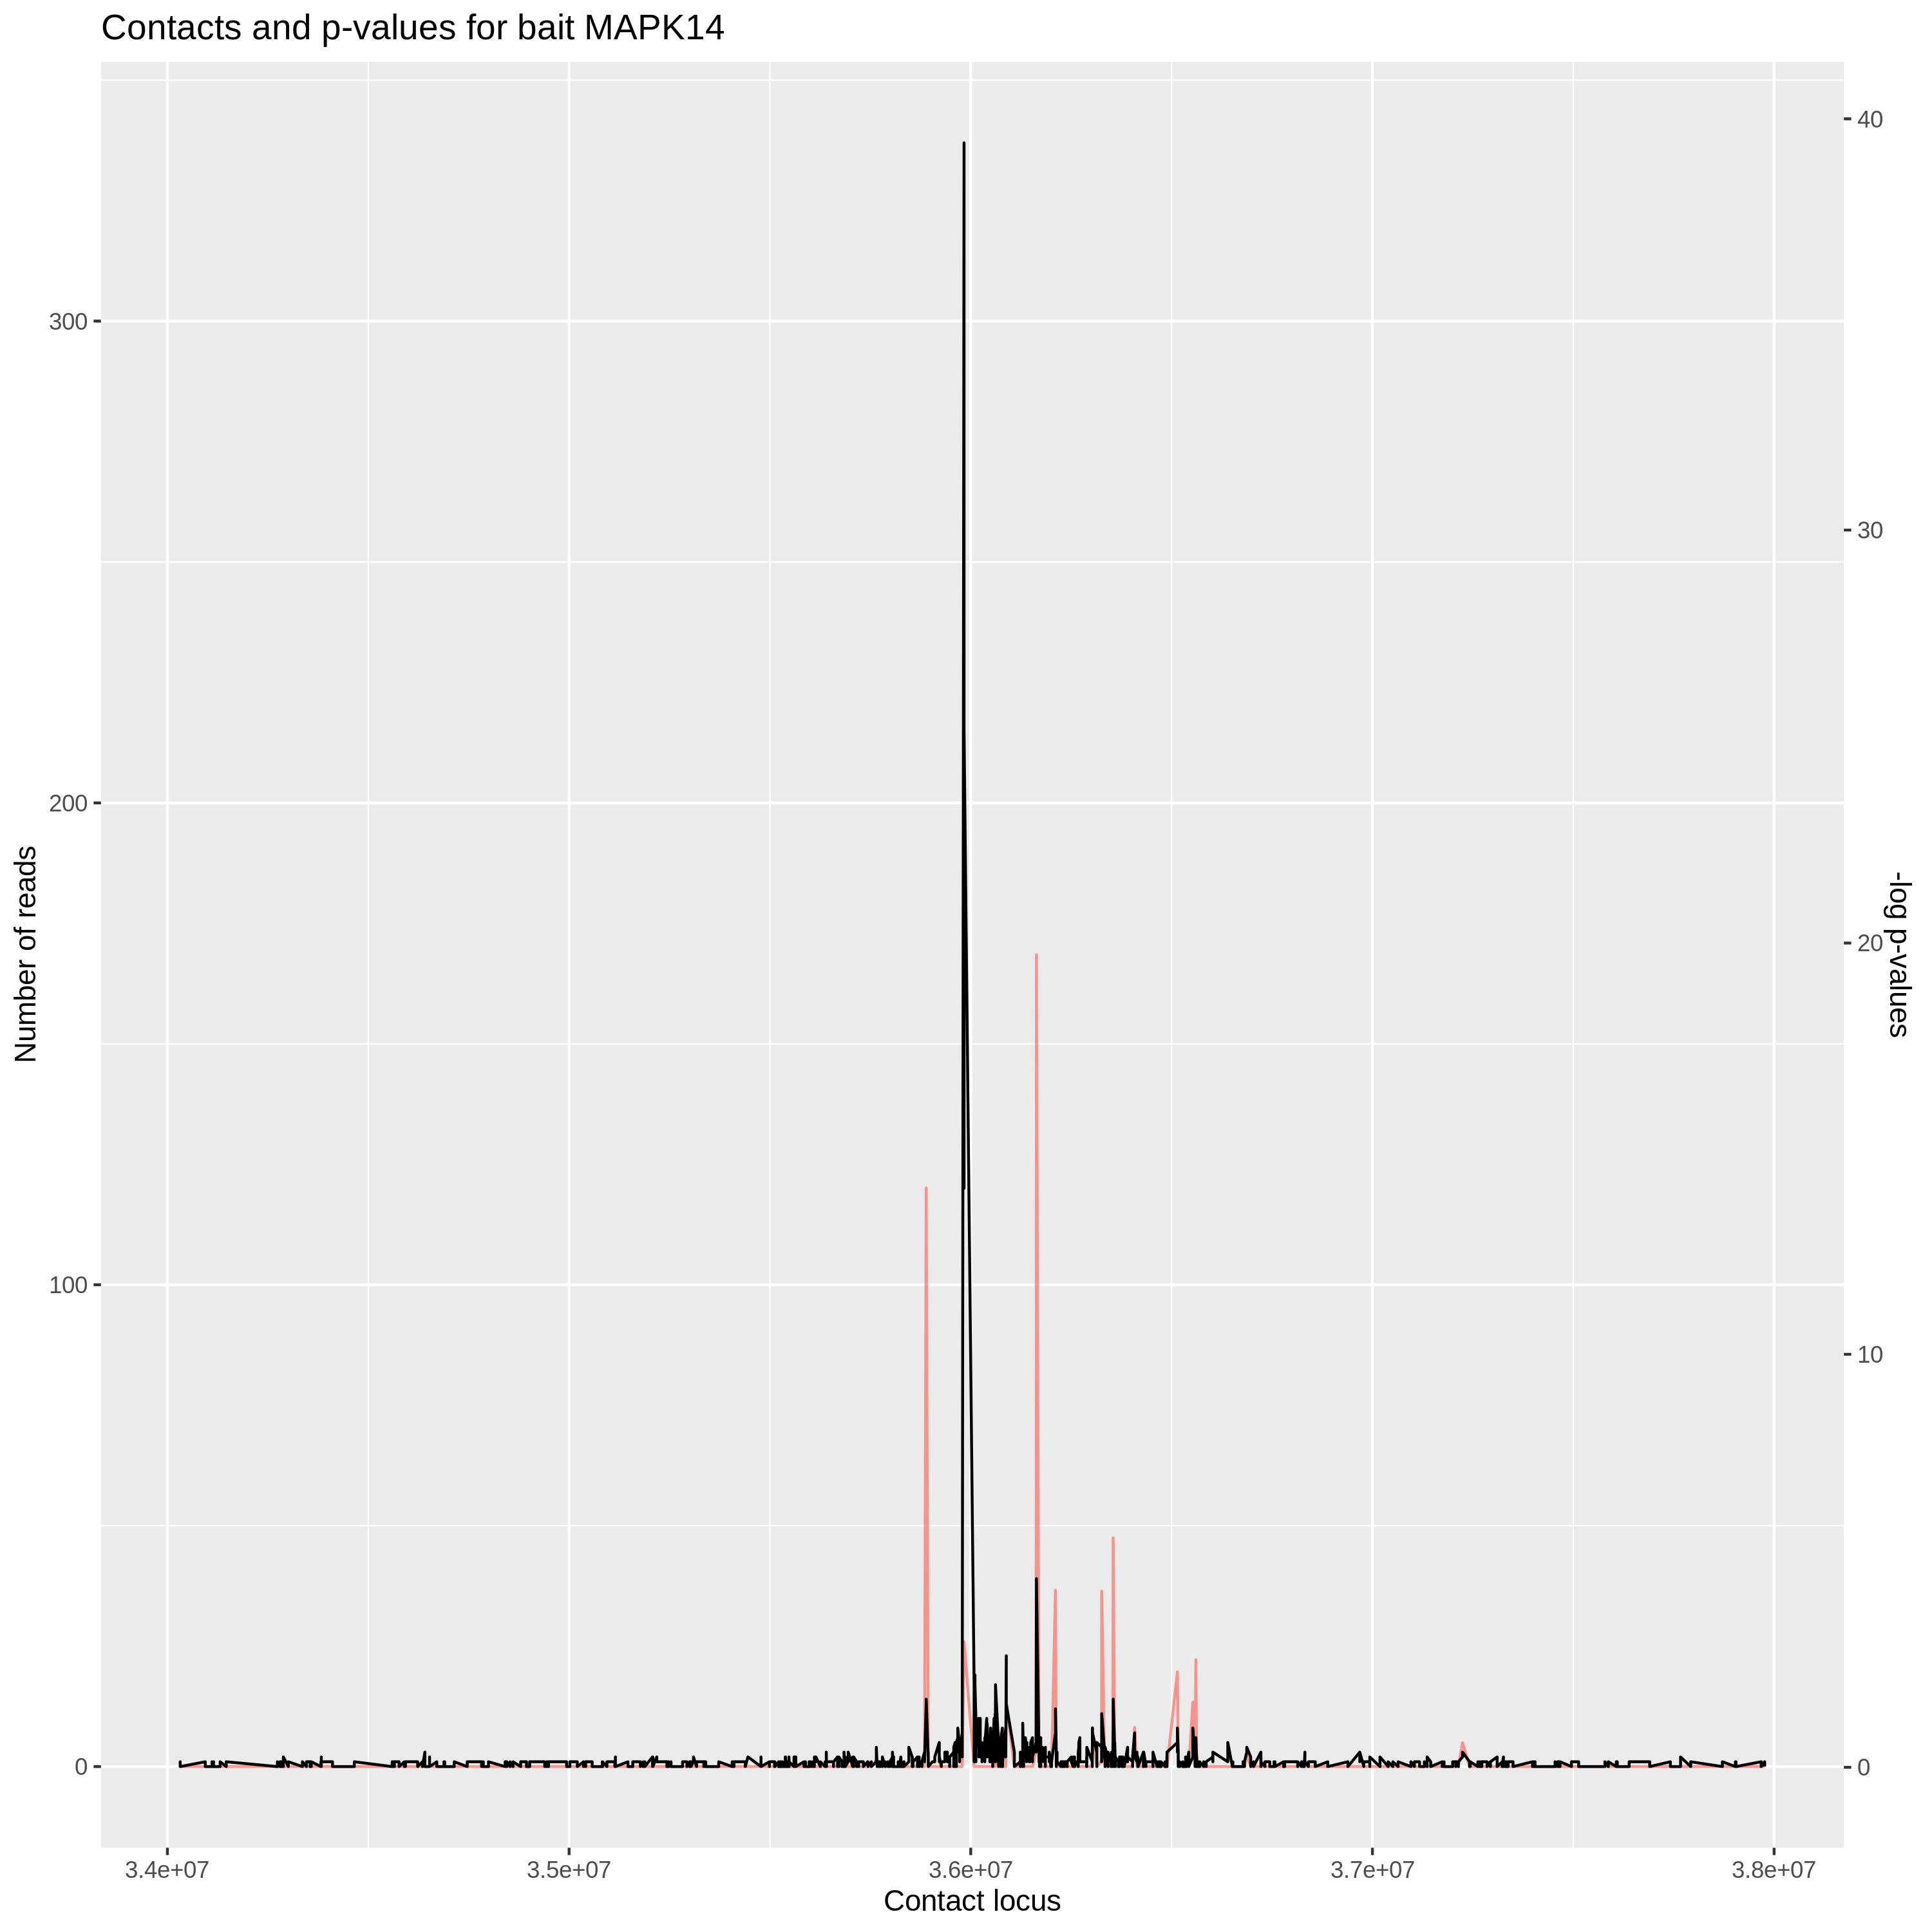 Contacts and p-values for bait MAPK14
Number of reads
300
200
100
0
40
30
20
10
0
-log p-values
3.4e+07
3.5e+07
3.6e+07
3.7e+07
3.8e+07
Contact locus